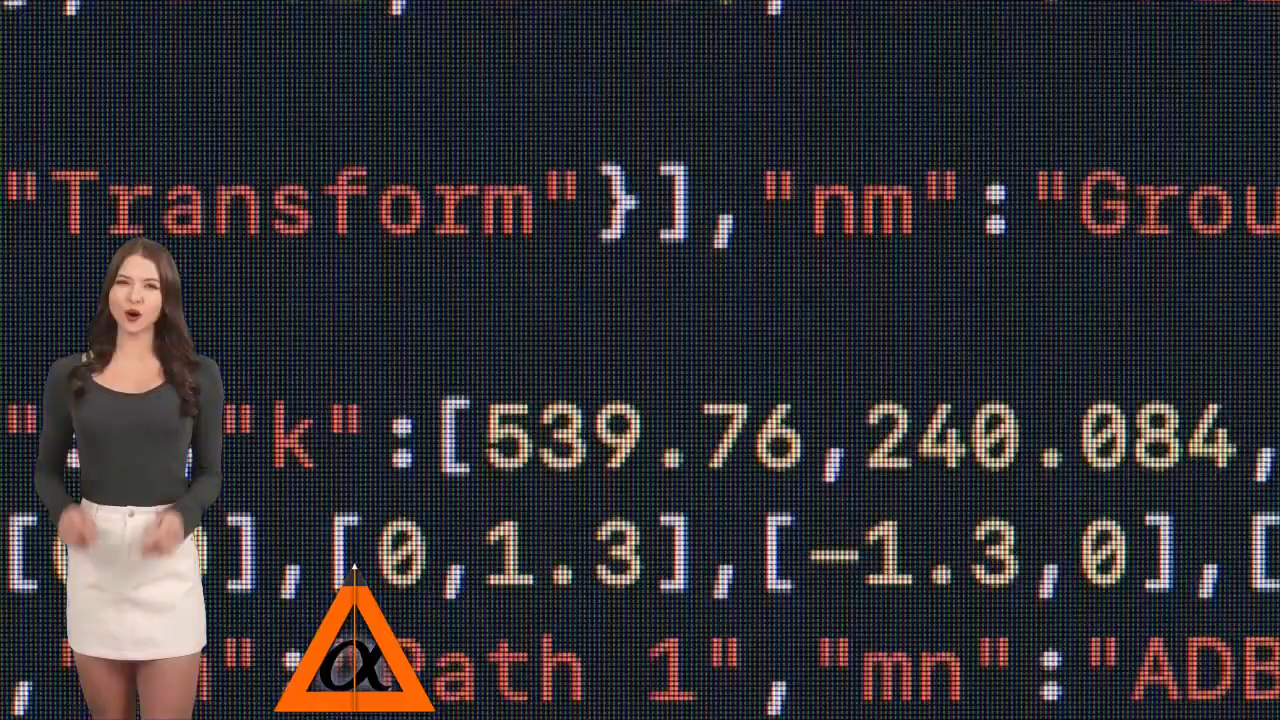 "Transform"}],"nm":"Grou
"k":[539.76,240.084,
],[0,1.3],[-1.3,0],[
"Path 1","mn":"ADB
α